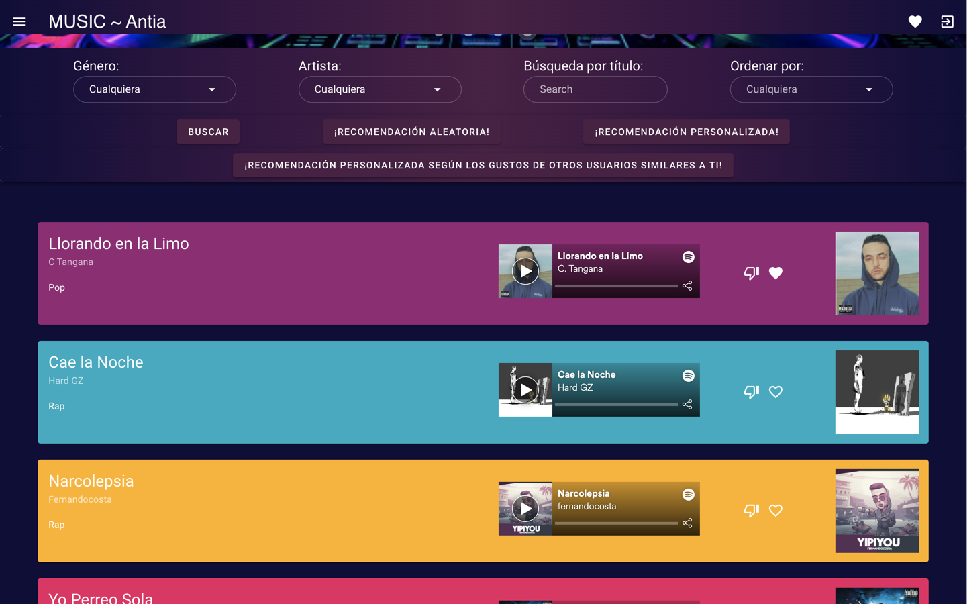 MUSIC ~ Antia
Género:
Artista:
Búsqueda por título:
Ordenar por:
Cualquiera
Cualquiera
Search
Cualquiera
BUSCAR
¡RECOMENDACIÓN ALEATORIA!
¡RECOMENDACIÓN PERSONALIZADA!
¡RECOMENDACIÓN PERSONALIZADA SEGÚN LOS GUSTOS DE OTROS USUARIOS SIMILARES A TI!
Llorando en la Limo
C Tangana
Pop
Llorando en la Limo
C. Tangana
Cae la Noche
Hard GZ
Rap
Cae la Noche
Hard GZ
Narcolepsia
Fernandocosta
Rap
Narcolepsia
fernandocosta
YIPIYOU
YIPIYOU
Yo Perreo Sola